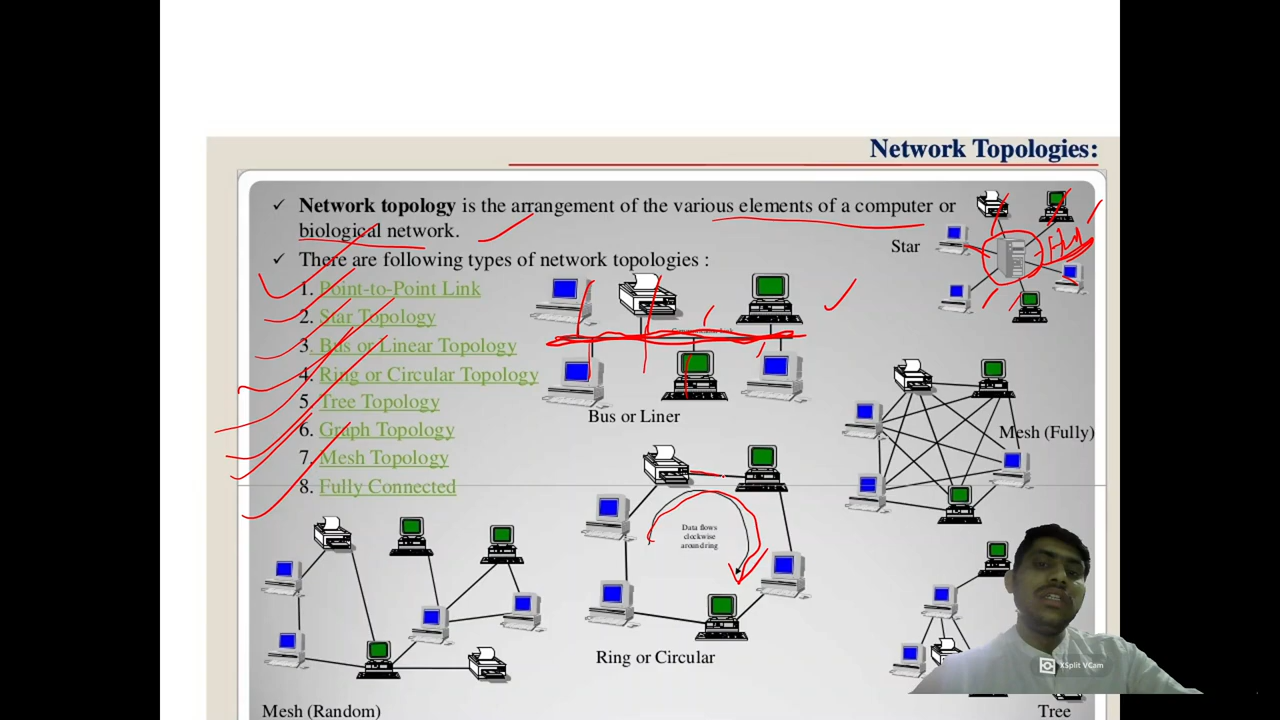 Network Topologies:
✓ Network topology is the arrangement of the various elements of a computer or
biological network.
✓ There are following types of network topologies :
1. Point-to-Point Link
2. Star Topology
3. Bus or Linear Topology
4. Ring or Circular Topology
5. Tree Topology
6. Graph Topology
7. Mesh Topology
8. Fully Connected
Star
Bus or Liner
Mesh (Fully)
Data flows
clockwise
around ring
Ring or Circular
Mesh (Random)
Tree
XSplit VCam